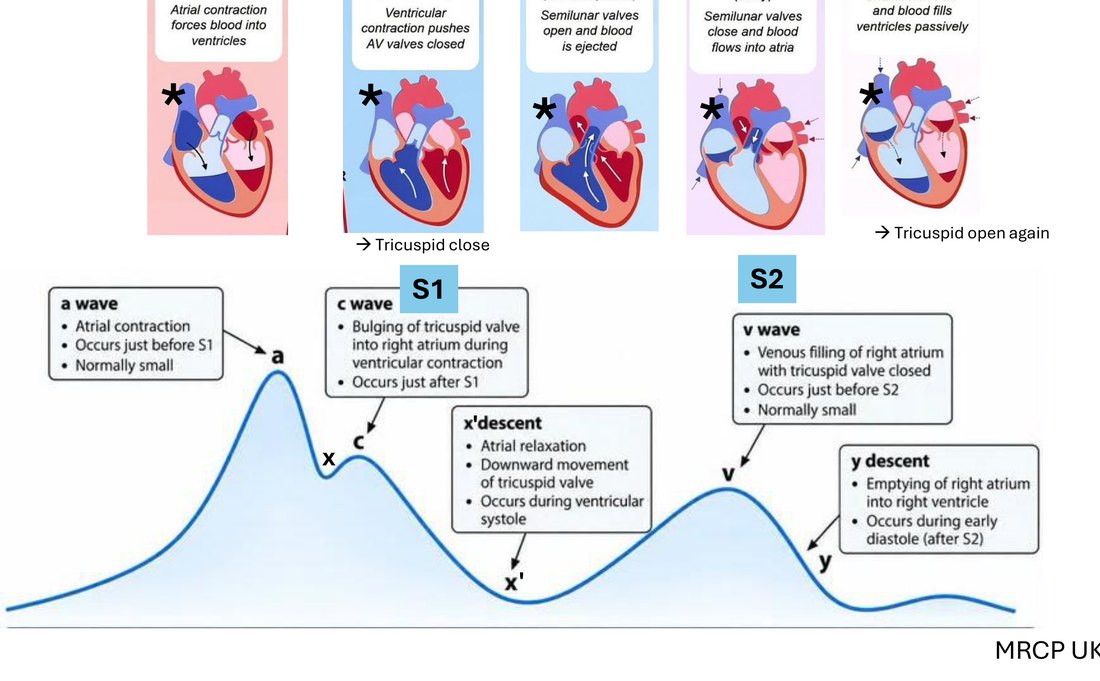 Atrial contraction
forces blood into
ventricles
Ventricular
contraction pushes
AV valves closed
Semilunar valves
open and blood
is ejected
Semilunar valves
close and blood
flows into atria
and blood fills
ventricles passively
*
*
*
*
*
→ Tricuspid close
→ Tricuspid open again
S1
S2
a wave
• Atrial contraction
• Occurs just before S1
• Normally small
c wave
• Bulging of tricuspid valve
into right atrium during
ventricular contraction
• Occurs just after S1
x'descent
• Atrial relaxation
• Downward movement
of tricuspid valve
• Occurs during ventricular
systole
v wave
• Venous filling of right atrium
with tricuspid valve closed
• Occurs just before S2
• Normally small
y descent
• Emptying of right atrium
into right ventricle
• Occurs during early
diastole (after S2)
a
x
c
x'
v
y
MRCP UK